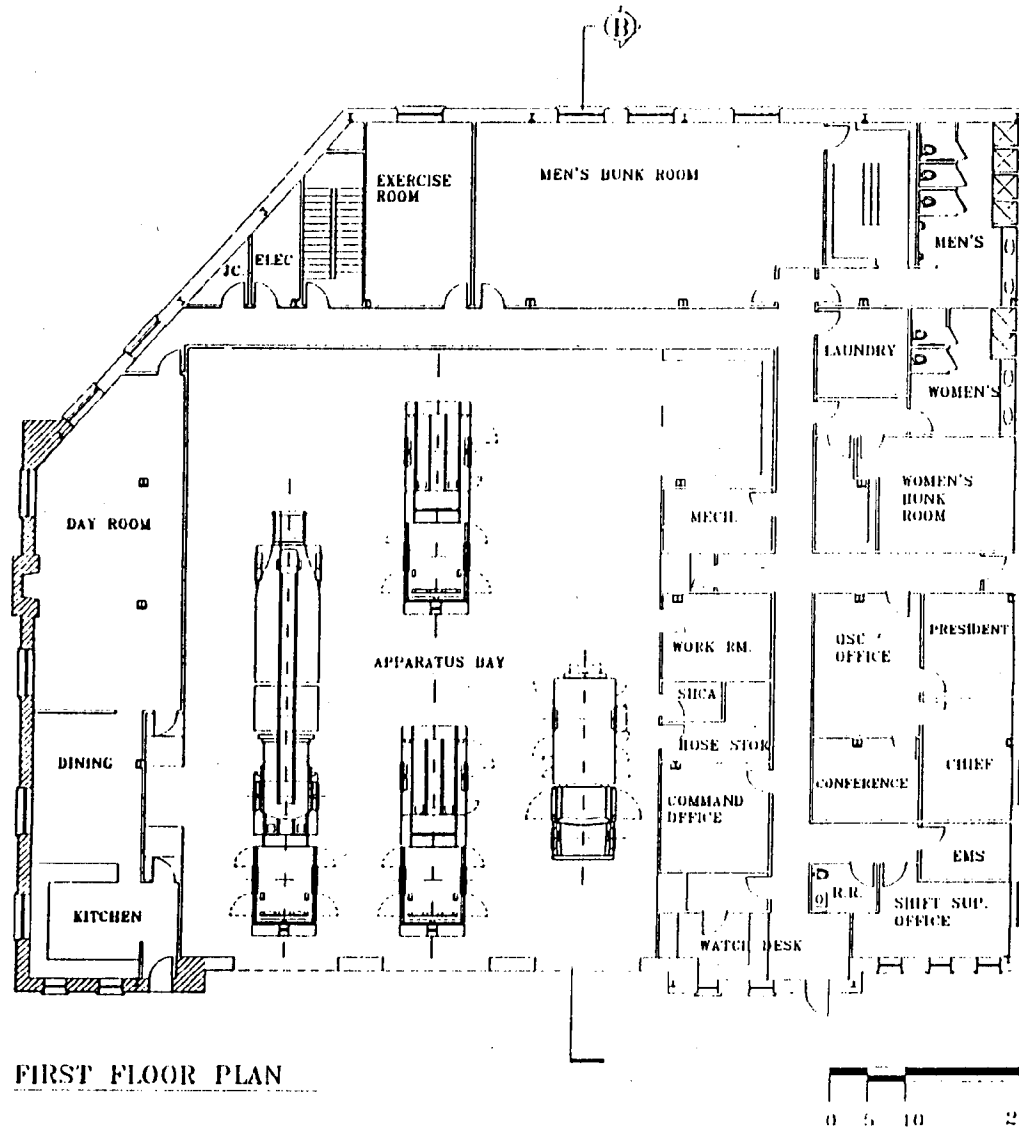 B
EXERCISE
ROOM
MEN'S BUNK ROOM
MEN'S
JC.
ELEC
LAUNDRY
WOMEN'S
WOMEN'S
BUNK
ROOM
DAY ROOM
MECH.
APPARATUS BAY
WORK RM.
OSC
OFFICE
PRESIDENT
SBCA
HOSE STOR
DINING
CONFERENCE
CHIEF
COMMAND
OFFICE
EMS
KITCHEN
R.R.
SHIFT SUP.
OFFICE
WATCH DESK
FIRST FLOOR PLAN
0 5 10 2